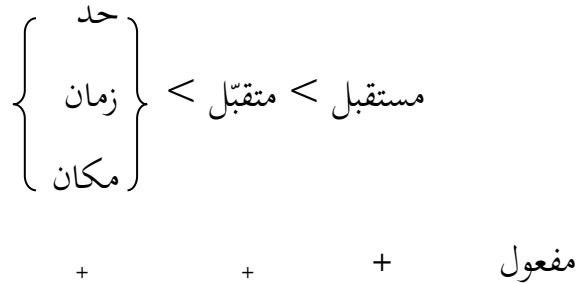 حد
مستقبل > متقبّل > { زمان }
مكان
مفعول + + +